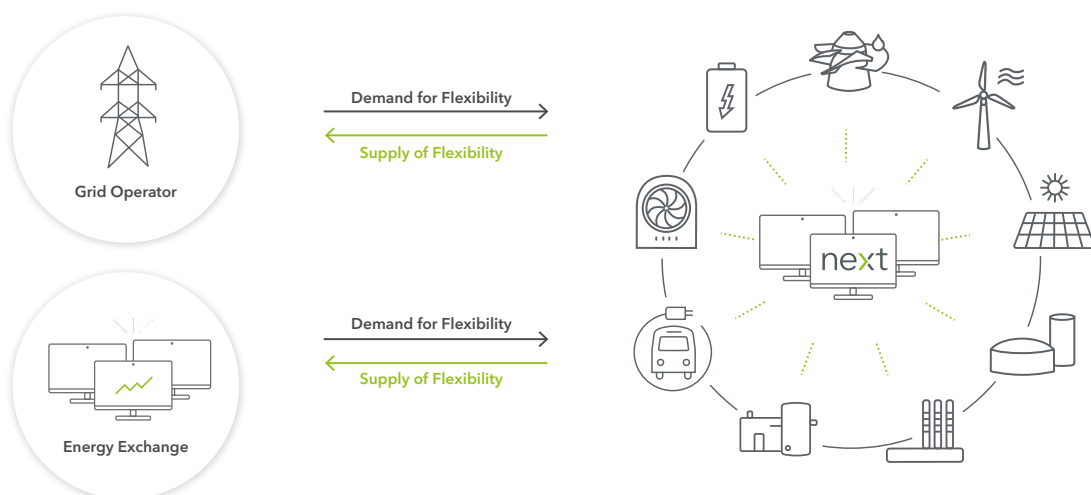 Demand for Flexibility
Supply of Flexibility
Grid Operator
next
Demand for Flexibility
Supply of Flexibility
Energy Exchange